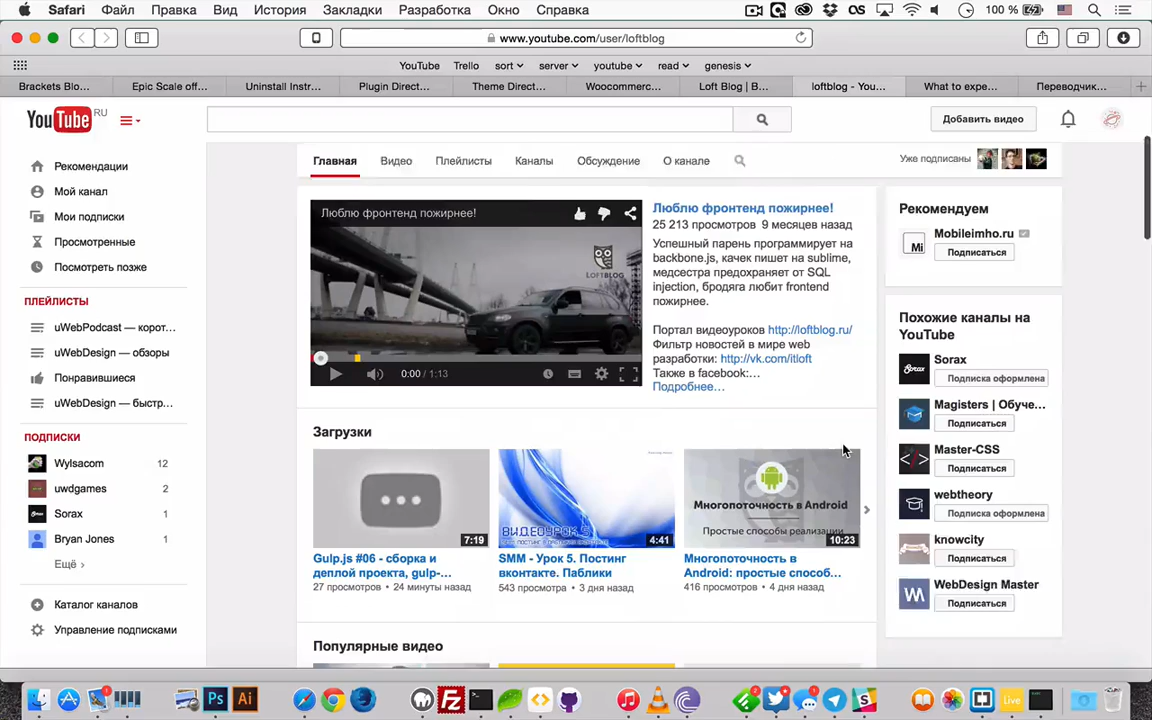 Safari Файл Правка Вид История Закладки Разработка Окно Справка 100 %
www.youtube.com/user/loftblog
YouTube Trello sort server youtube read genesis
Brackets Blo... Epic Scale off... Uninstall Instr... Plugin Direct... Theme Direct... Woocommerc... Loft Blog | B... loftblog - You... What to expe... Переводчик...
YouTube RU Добавить видео
Рекомендации
Мой канал
Мои подписки
Просмотренные
Посмотреть позже
ПЛЕЙЛИСТЫ
uWebPodcast — корот...
uWebDesign — обзоры
Понравившиеся
uWebDesign — быстр...
ПОДПИСКИ
Wylsacom 12
uwdgames 2
Sorax 1
Bryan Jones 1
Ещё ›
Каталог каналов
Управление подписками
Главная Видео Плейлисты Каналы Обсуждение О канале
Уже подписаны
Люблю фронтенд пожирнее!
LOFTBLOG
0:00 / 1:13
Люблю фронтенд пожирнее!
25 213 просмотров 9 месяцев назад
Успешный парень программирует на
backbone.js, качек пишет на sublime,
медсестра предохраняет от SQL
injection, бродяга любит frontend
пожирнее.
Портал видеоуроков http://loftblog.ru/
Фильтр новостей в мире web
разработки: http://vk.com/itloft
Также в facebook:...
Подробнее...
Загрузки
7:19
Gulp.js #06 - сборка и
деплой проекта, gulp-...
27 просмотров • 24 минуты назад
ВИДЕОУРОК 5
4:41
SMM - Урок 5. Постинг
вконтакте. Паблики
543 просмотра • 3 дня назад
Многопоточность в Android
Простые способы реализации
10:23
Многопоточность в
Android: простые способ...
416 просмотров • 4 дня назад
Популярные видео
Рекомендуем
Mi
Mobileimho.ru
Подписаться
Похожие каналы на
YouTube
Sorax
Подписка оформлена
Magisters | Обуче...
Подписаться
Master-CSS
Подписаться
webtheory
Подписка оформлена
knowcity
Подписаться
WebDesign Master
Подписаться
Ps Ai Fz Live